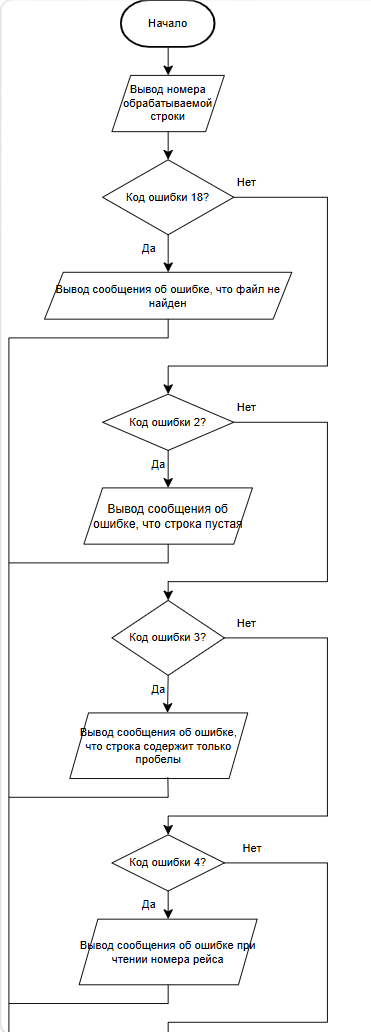 Начало
Вывод номера
обрабатываемой
строки
Код ошибки 18?
Нет
Да
Вывод сообщения об ошибке, что файл не
найден
Код ошибки 2?
Нет
Да
Вывод сообщения об
ошибке, что строка пустая
Код ошибки 3?
Нет
Да
Вывод сообщения об ошибке,
что строка содержит только
пробелы
Код ошибки 4?
Нет
Да
Вывод сообщения об ошибке при
чтении номера рейса